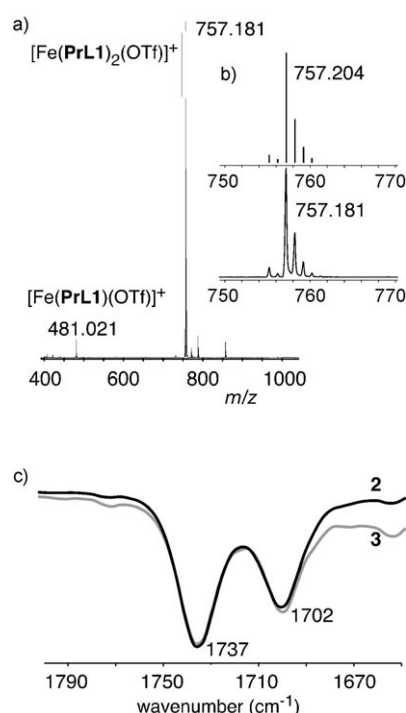 a)
757.181
[Fe(PrL1)2(OTf)]+
b)
757.204
750 760 770
757.181
[Fe(PrL1)(OTf)]+
481.021
750 760 770
400 600 800 1000
m/z
c)
2
3
1702
1737
1790 1750 1710 1670
wavenumber (cm-1)